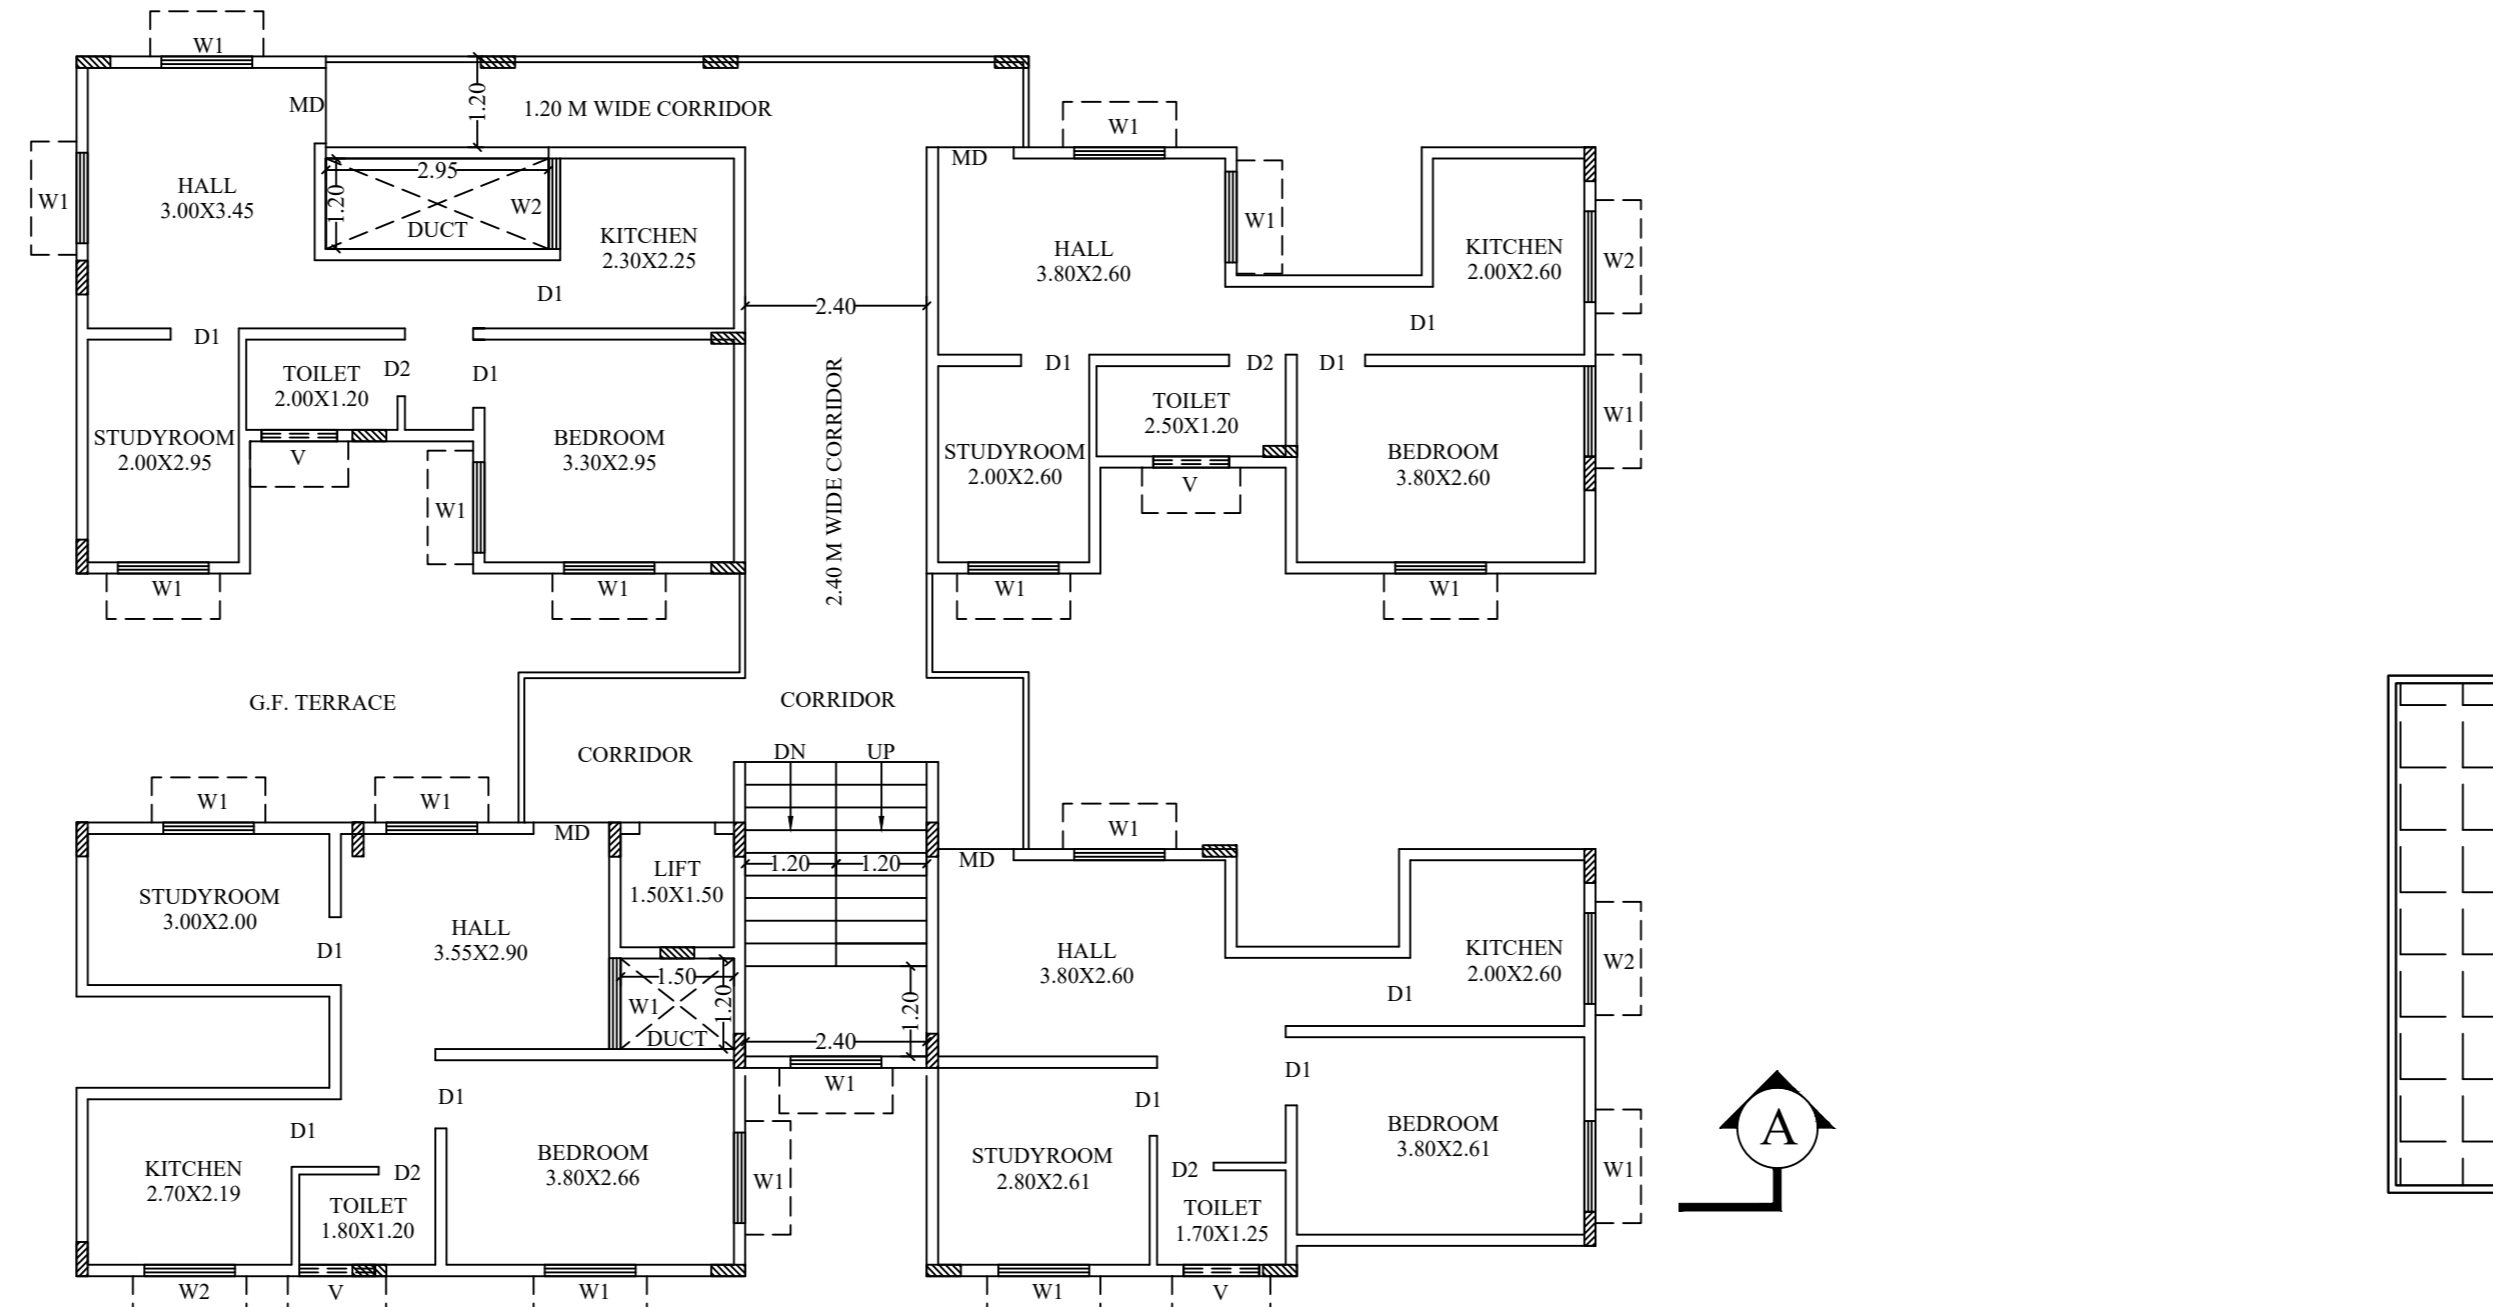 W1
MD
1.20
1.20 M WIDE CORRIDOR
W1
MD
W1
HALL
3.00X3.45
2.95
1.20
W2
DUCT
KITCHEN
2.30X2.25
D1
W1
HALL
3.80X2.60
KITCHEN
2.00X2.60
W2
2.40
D1
D1
D1
D2
D1
D1
D2
D1
TOILET
2.00X1.20
TOILET
2.50X1.20
W1
STUDYROOM
2.00X2.95
V
BEDROOM
3.30X2.95
2.40 M WIDE CORRIDOR
STUDYROOM
2.00X2.60
V
BEDROOM
3.80X2.60
W1
W1
W1
W1
W1
G.F. TERRACE
CORRIDOR
CORRIDOR
DN
UP
W1
W1
MD
W1
MD
LIFT
1.50X1.50
1.20
1.20
STUDYROOM
3.00X2.00
HALL
3.55X2.90
D1
HALL
3.80X2.60
KITCHEN
2.00X2.60
W2
1.50
W1
1.20
DUCT
1.20
2.40
D1
W1
D1
D1
D1
D1
BEDROOM
3.80X2.61
A
KITCHEN
2.70X2.19
D2
TOILET
1.80X1.20
BEDROOM
3.80X2.66
W1
STUDYROOM
2.80X2.61
D2
TOILET
1.70X1.25
W1
W2
V
W1
W1
V